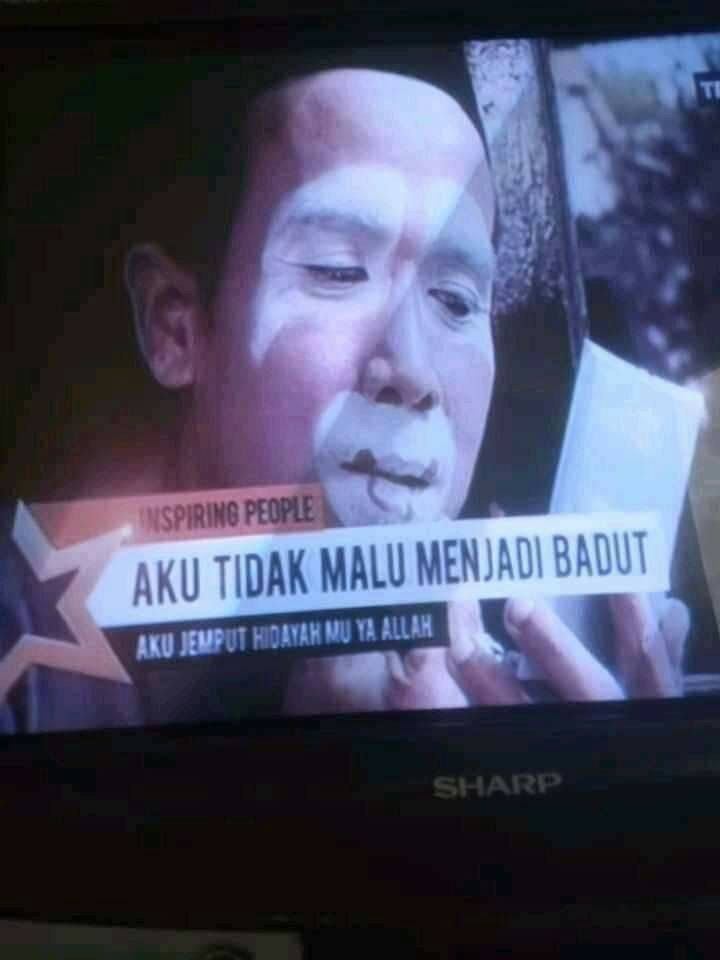 INSPIRING PEOPLE
AKU TIDAK MALU MENJADI BADUT
AKU JEMPUT HIDAYAH MU YA ALLAH
SHARP